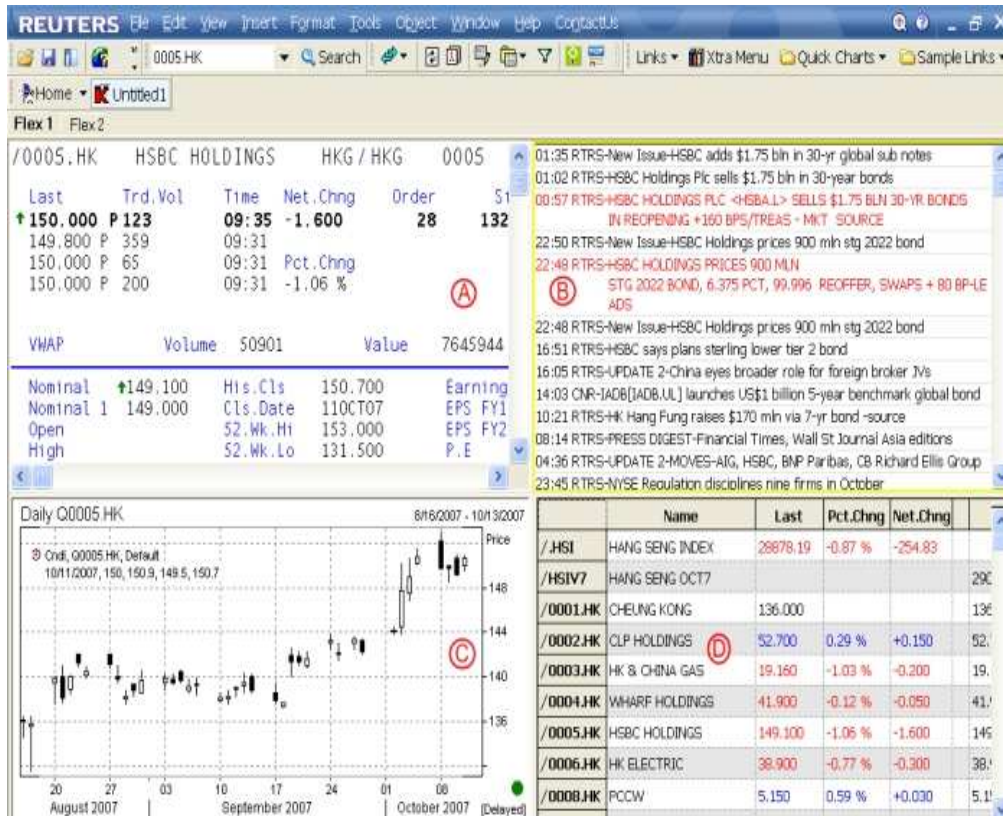 REUTERS File Edit View Insert Format Tools Object Window Help ContactUs
0005.HK Search Links Xtra Menu Quick Charts Sample Links
Home Untitled1
Flex 1 Flex2
/0005.HK HSBC HOLDINGS HKG/HKG 0005
Last Trd.Vol Time Net.Chng Order
150.000 P 123 09:35 -1.600 28 132
149.800 P 359 09:31
150.000 P 65 09:31 Pct.Chng
150.000 P 200 09:31 -1.06 %
A
VWAP Volume 50901 Value 7645944
Nominal 149.100 His.Cls 150.700 Earning
Nominal 1 149.000 Cls.Date 11OCT07 EPS FY1
Open 52.Wk.Hi 153.000 EPS FY2
High 52.Wk.Lo 131.500 P.E
01:35 RTRS-New Issue-HSBC adds $1.75 bln in 30-yr global sub notes
01:02 RTRS-HSBC Holdings Plc sells $1.75 bln in 30-year bonds
00:57 RTRS-HSBC HOLDINGS PLC <HSBA.L> SELLS $1.75 BLN 30-YR BONDS
IN REOPENING +160 BPS/TREAS - MKT SOURCE
22:50 RTRS-New Issue-HSBC Holdings prices 900 mln stg 2022 bond
22:49 RTRS-HSBC HOLDINGS PRICES 900 MLN
B STG 2022 BOND, 6.375 PCT, 99.996 REOFFER, SWAPS + 80 BP-LE
ADS
22:48 RTRS-New Issue-HSBC Holdings prices 900 mln stg 2022 bond
16:51 RTRS-HSBC says plans sterling lower tier 2 bond
16:05 RTRS-UPDATE 2-China eyes broader role for foreign broker JVs
14:03 CNR-IADB[IADB.UL] launches US$1 billion 5-year benchmark global bond
10:21 RTRS-HK Hang Fung raises $170 mln via 7-yr bond -source
08:14 RTRS-PRESS DIGEST-Financial Times, Wall St Journal Asia editions
04:36 RTRS-UPDATE 2-MOVES-AIG, HSBC, BNP Paribas, CB Richard Ellis Group
23:45 RTRS-NYSE Regulation disciplines nine firms in October
Daily Q0005.HK 8/16/2007 - 10/13/2007
Price
Cndl, Q0005.HK, Default
10/11/2007, 150, 150.9, 149.5, 150.7
148
144
C
140
136
20 27 03 10 17 24 01 08
August 2007 September 2007 October 2007 [Delayed]
Name Last Pct.Chng Net.Chng
/.HSI HANG SENG INDEX 28878.19 -0.87 % -254.83
/HSIV7 HANG SENG OCT7 290
/0001.HK CHEUNG KONG 136.000 136
/0002.HK CLP HOLDINGS D 52.700 0.29 % +0.150 52.
/0003.HK HK & CHINA GAS 19.160 -1.03 % -0.200 19.
/0004.HK WHARF HOLDINGS 41.900 -0.12 % -0.050 41.
/0005.HK HSBC HOLDINGS 149.100 -1.06 % -1.600 149
/0006.HK HK ELECTRIC 38.900 -0.77 % -0.300 38.
/0008.HK PCCW 5.150 0.59 % +0.030 5.1